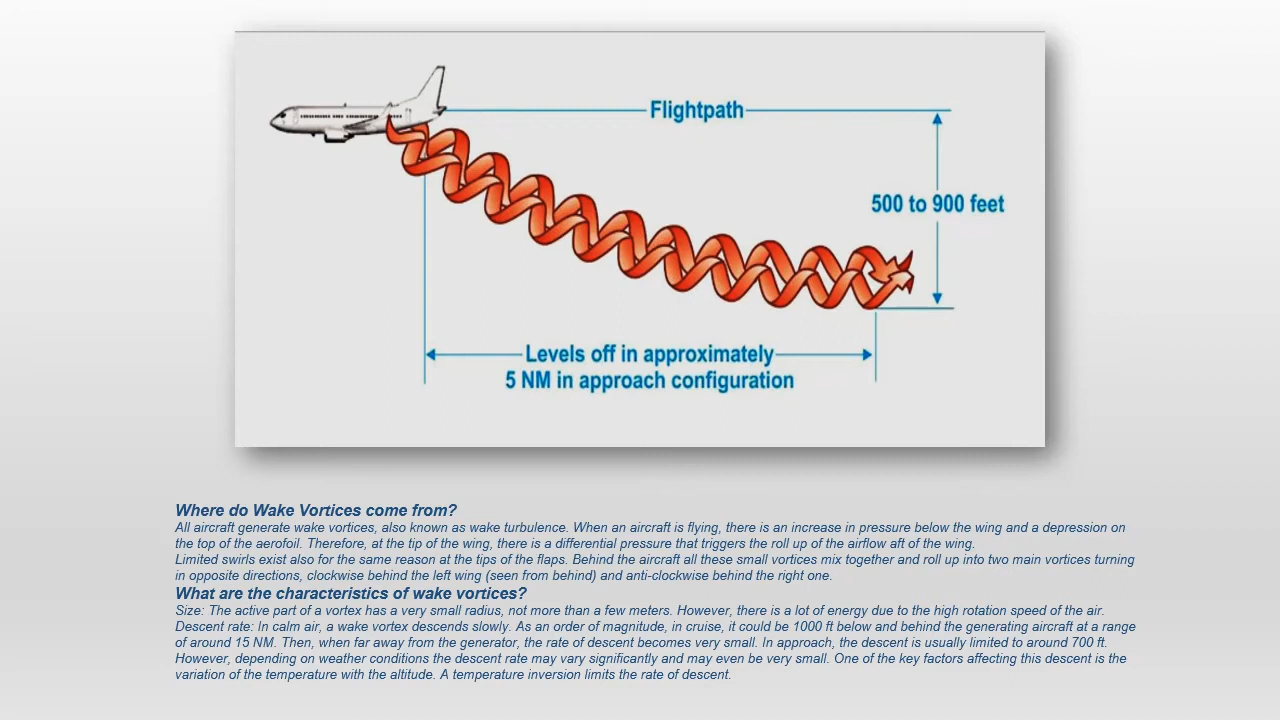 Flightpath
500 to 900 feet
Levels off in approximately
5 NM in approach configuration
Where do Wake Vortices come from?
All aircraft generate wake vortices, also known as wake turbulence. When an aircraft is flying, there is an increase in pressure below the wing and a depression on
the top of the aerofoil. Therefore, at the tip of the wing, there is a differential pressure that triggers the roll up of the airflow aft of the wing.
Limited swirls exist also for the same reason at the tips of the flaps. Behind the aircraft all these small vortices mix together and roll up into two main vortices turning
in opposite directions, clockwise behind the left wing (seen from behind) and anti-clockwise behind the right one.
What are the characteristics of wake vortices?
Size: The active part of a vortex has a very small radius, not more than a few meters. However, there is a lot of energy due to the high rotation speed of the air.
Descent rate: In calm air, a wake vortex descends slowly. As an order of magnitude, in cruise, it could be 1000 ft below and behind the generating aircraft at a range
of around 15 NM. Then, when far away from the generator, the rate of descent becomes very small. In approach, the descent is usually limited to around 700 ft.
However, depending on weather conditions the descent rate may vary significantly and may even be very small. One of the key factors affecting this descent is the
variation of the temperature with the altitude. A temperature inversion limits the rate of descent.